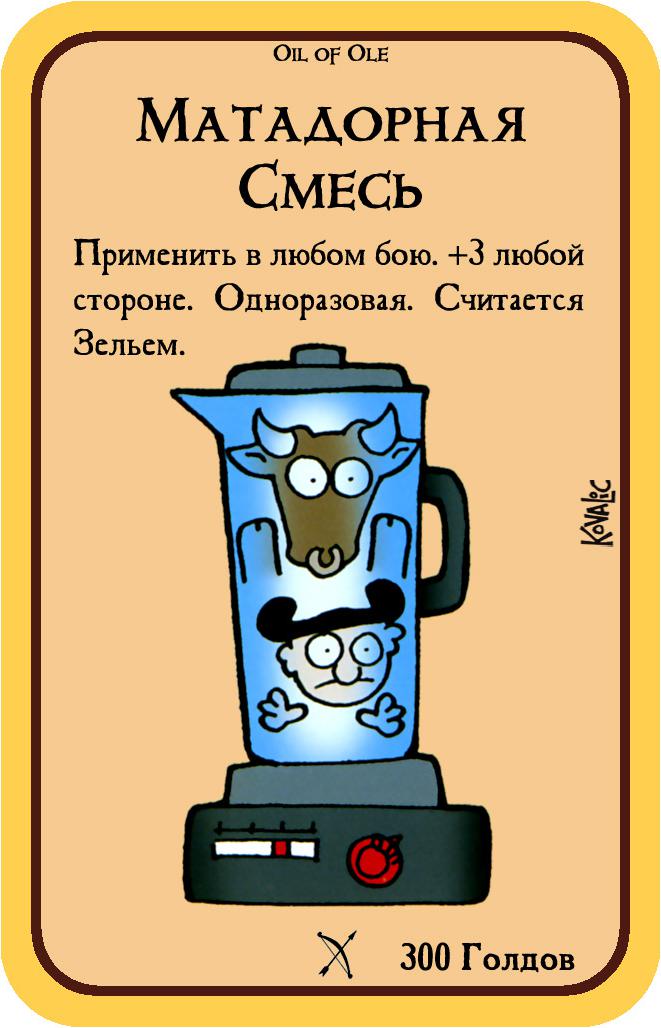 Oil of Ole
Матадорная
Смесь
Применить в любом бою. +3 любой
стороне. Одноразовая. Считается
Зельем.
Kovalic
300 Голдов